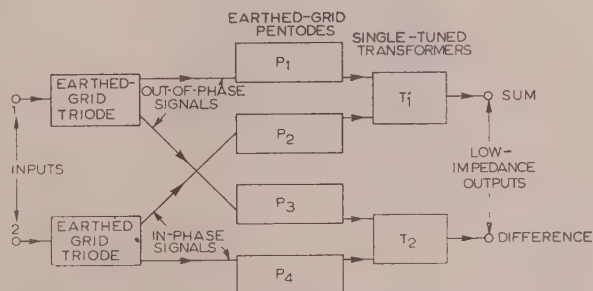 EARTHED-GRID
PENTODES
SINGLE-TUNED
TRANSFORMERS
EARTHED-
GRID
TRIODE
OUT-OF-PHASE
SIGNALS
P1
T1
SUM
1
P2
INPUTS
LOW-
IMPEDANCE
OUTPUTS
P3
2
EARTHED
GRID
TRIODE
IN-PHASE
SIGNALS
T2
DIFFERENCE
P4